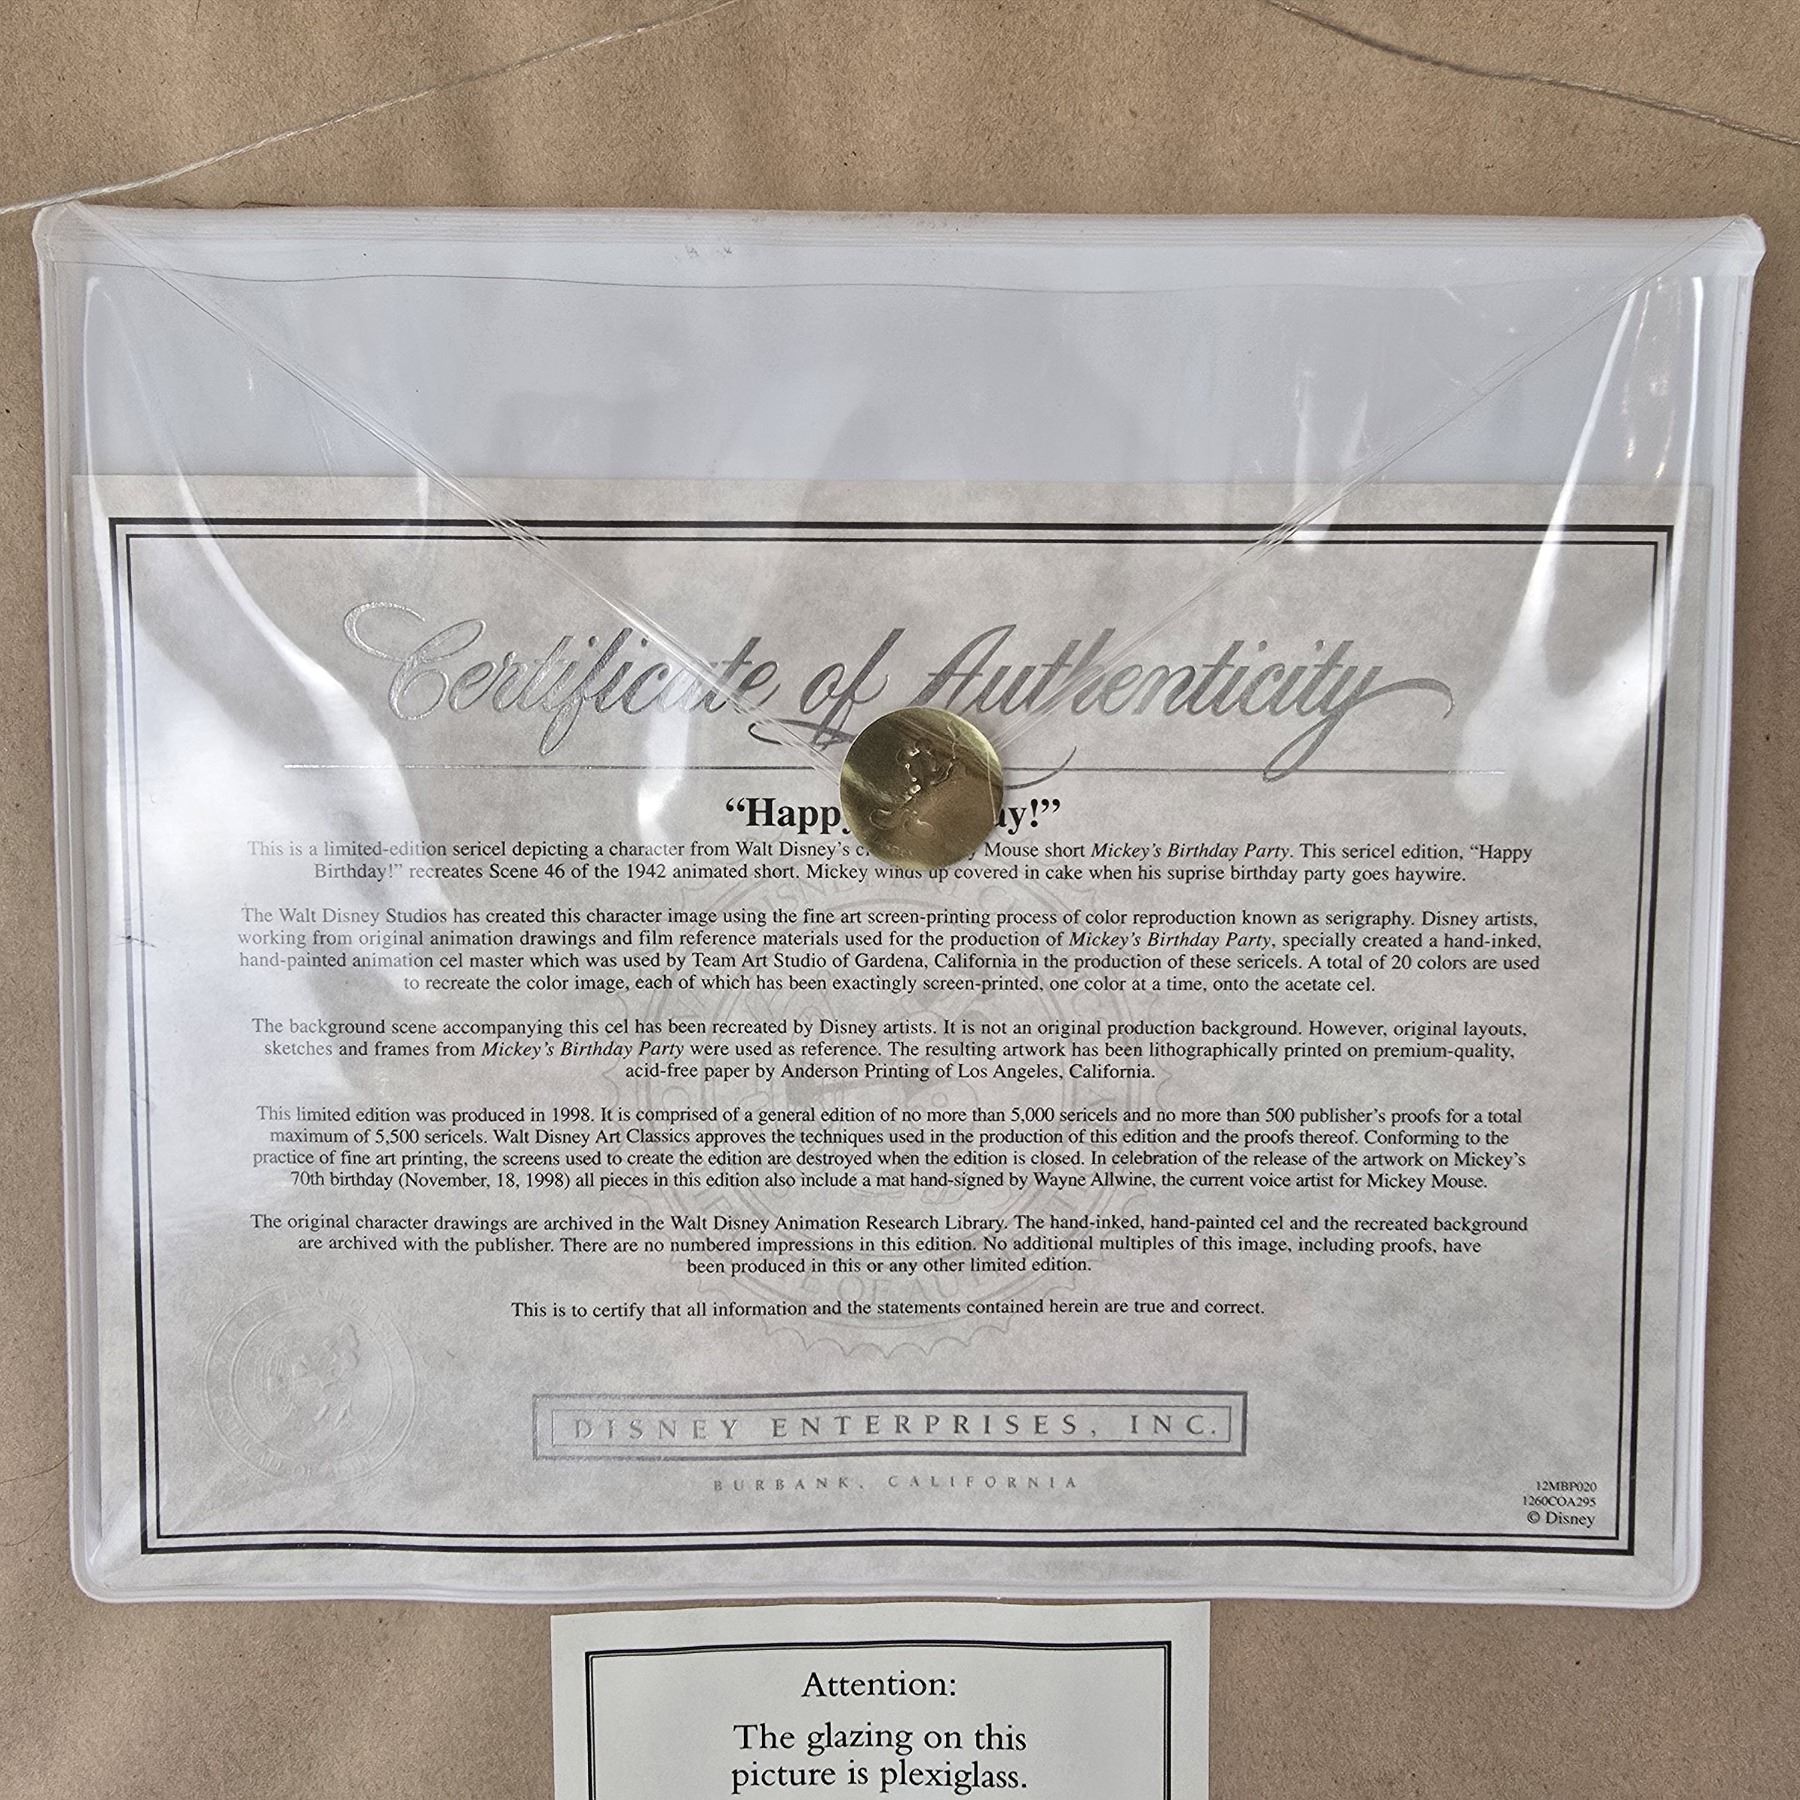 Certificate of Authenticity
“Happy ay!”
This is a limited-edition sericel depicting a character from Walt Disney’s Mouse short Mickey’s Birthday Party. This sericel edition, “Happy
Birthday!” recreates Scene 46 of the 1942 animated short. Mickey winds up covered in cake when his suprise birthday party goes haywire.
The Walt Disney Studios has created this character image using the fine art screen-printing process of color reproduction known as serigraphy. Disney artists,
working from original animation drawings and film reference materials used for the production of Mickey’s Birthday Party, specially created a hand-inked,
hand-painted animation cel master which was used by Team Art Studio of Gardena, California in the production of these sericels. A total of 20 colors are used
to recreate the color image, each of which has been exactingly screen-printed, one color at a time, onto the acetate cel.
The background scene accompanying this cel has been recreated by Disney artists. It is not an original production background. However, original layouts,
sketches and frames from Mickey’s Birthday Party were used as reference. The resulting artwork has been lithographically printed on premium-quality,
acid-free paper by Anderson Printing of Los Angeles, California.
This limited edition was produced in 1998. It is comprised of a general edition of no more than 5,000 sericels and no more than 500 publisher’s proofs for a total
maximum of 5,500 sericels. Walt Disney Art Classics approves the techniques used in the production of this edition and the proofs thereof. Conforming to the
practice of fine art printing, the screens used to create the edition are destroyed when the edition is closed. In celebration of the release of the artwork on Mickey’s
70th birthday (November, 18, 1998) all pieces in this edition also include a mat hand-signed by Wayne Allwine, the current voice artist for Mickey Mouse.
The original character drawings are archived in the Walt Disney Animation Research Library. The hand-inked, hand-painted cel and the recreated background
are archived with the publisher. There are no numbered impressions in this edition. No additional multiples of this image, including proofs, have
been produced in this or any other limited edition.
This is to certify that all information and the statements contained herein are true and correct.
DISNEY ENTERPRISES, INC.
BURBANK, CALIFORNIA
12MBP020
1260COA295
© Disney
Attention:
The glazing on this
picture is plexiglass.